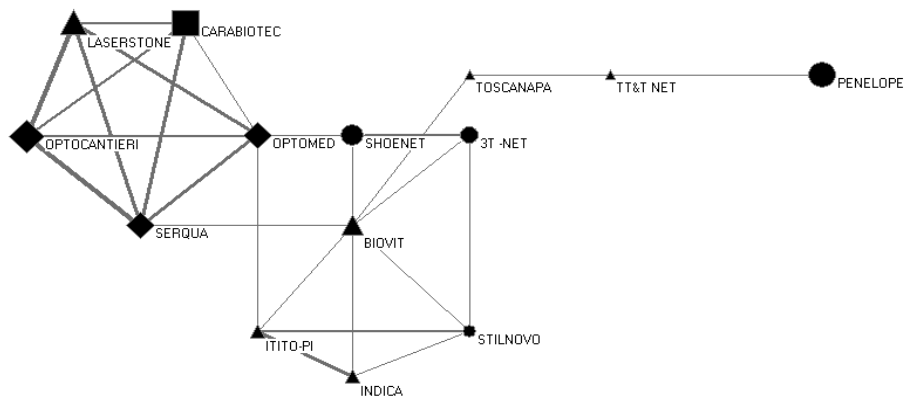 LASERSTONE
CARABIOTEC
TOSCANAPA
TT&T NET
PENELOPE
OPTOCANTIERI
OPTOMED
SHOENET
3T -NET
SERQUA
BIOVIT
ITITO-PI
STILNOVO
INDICA